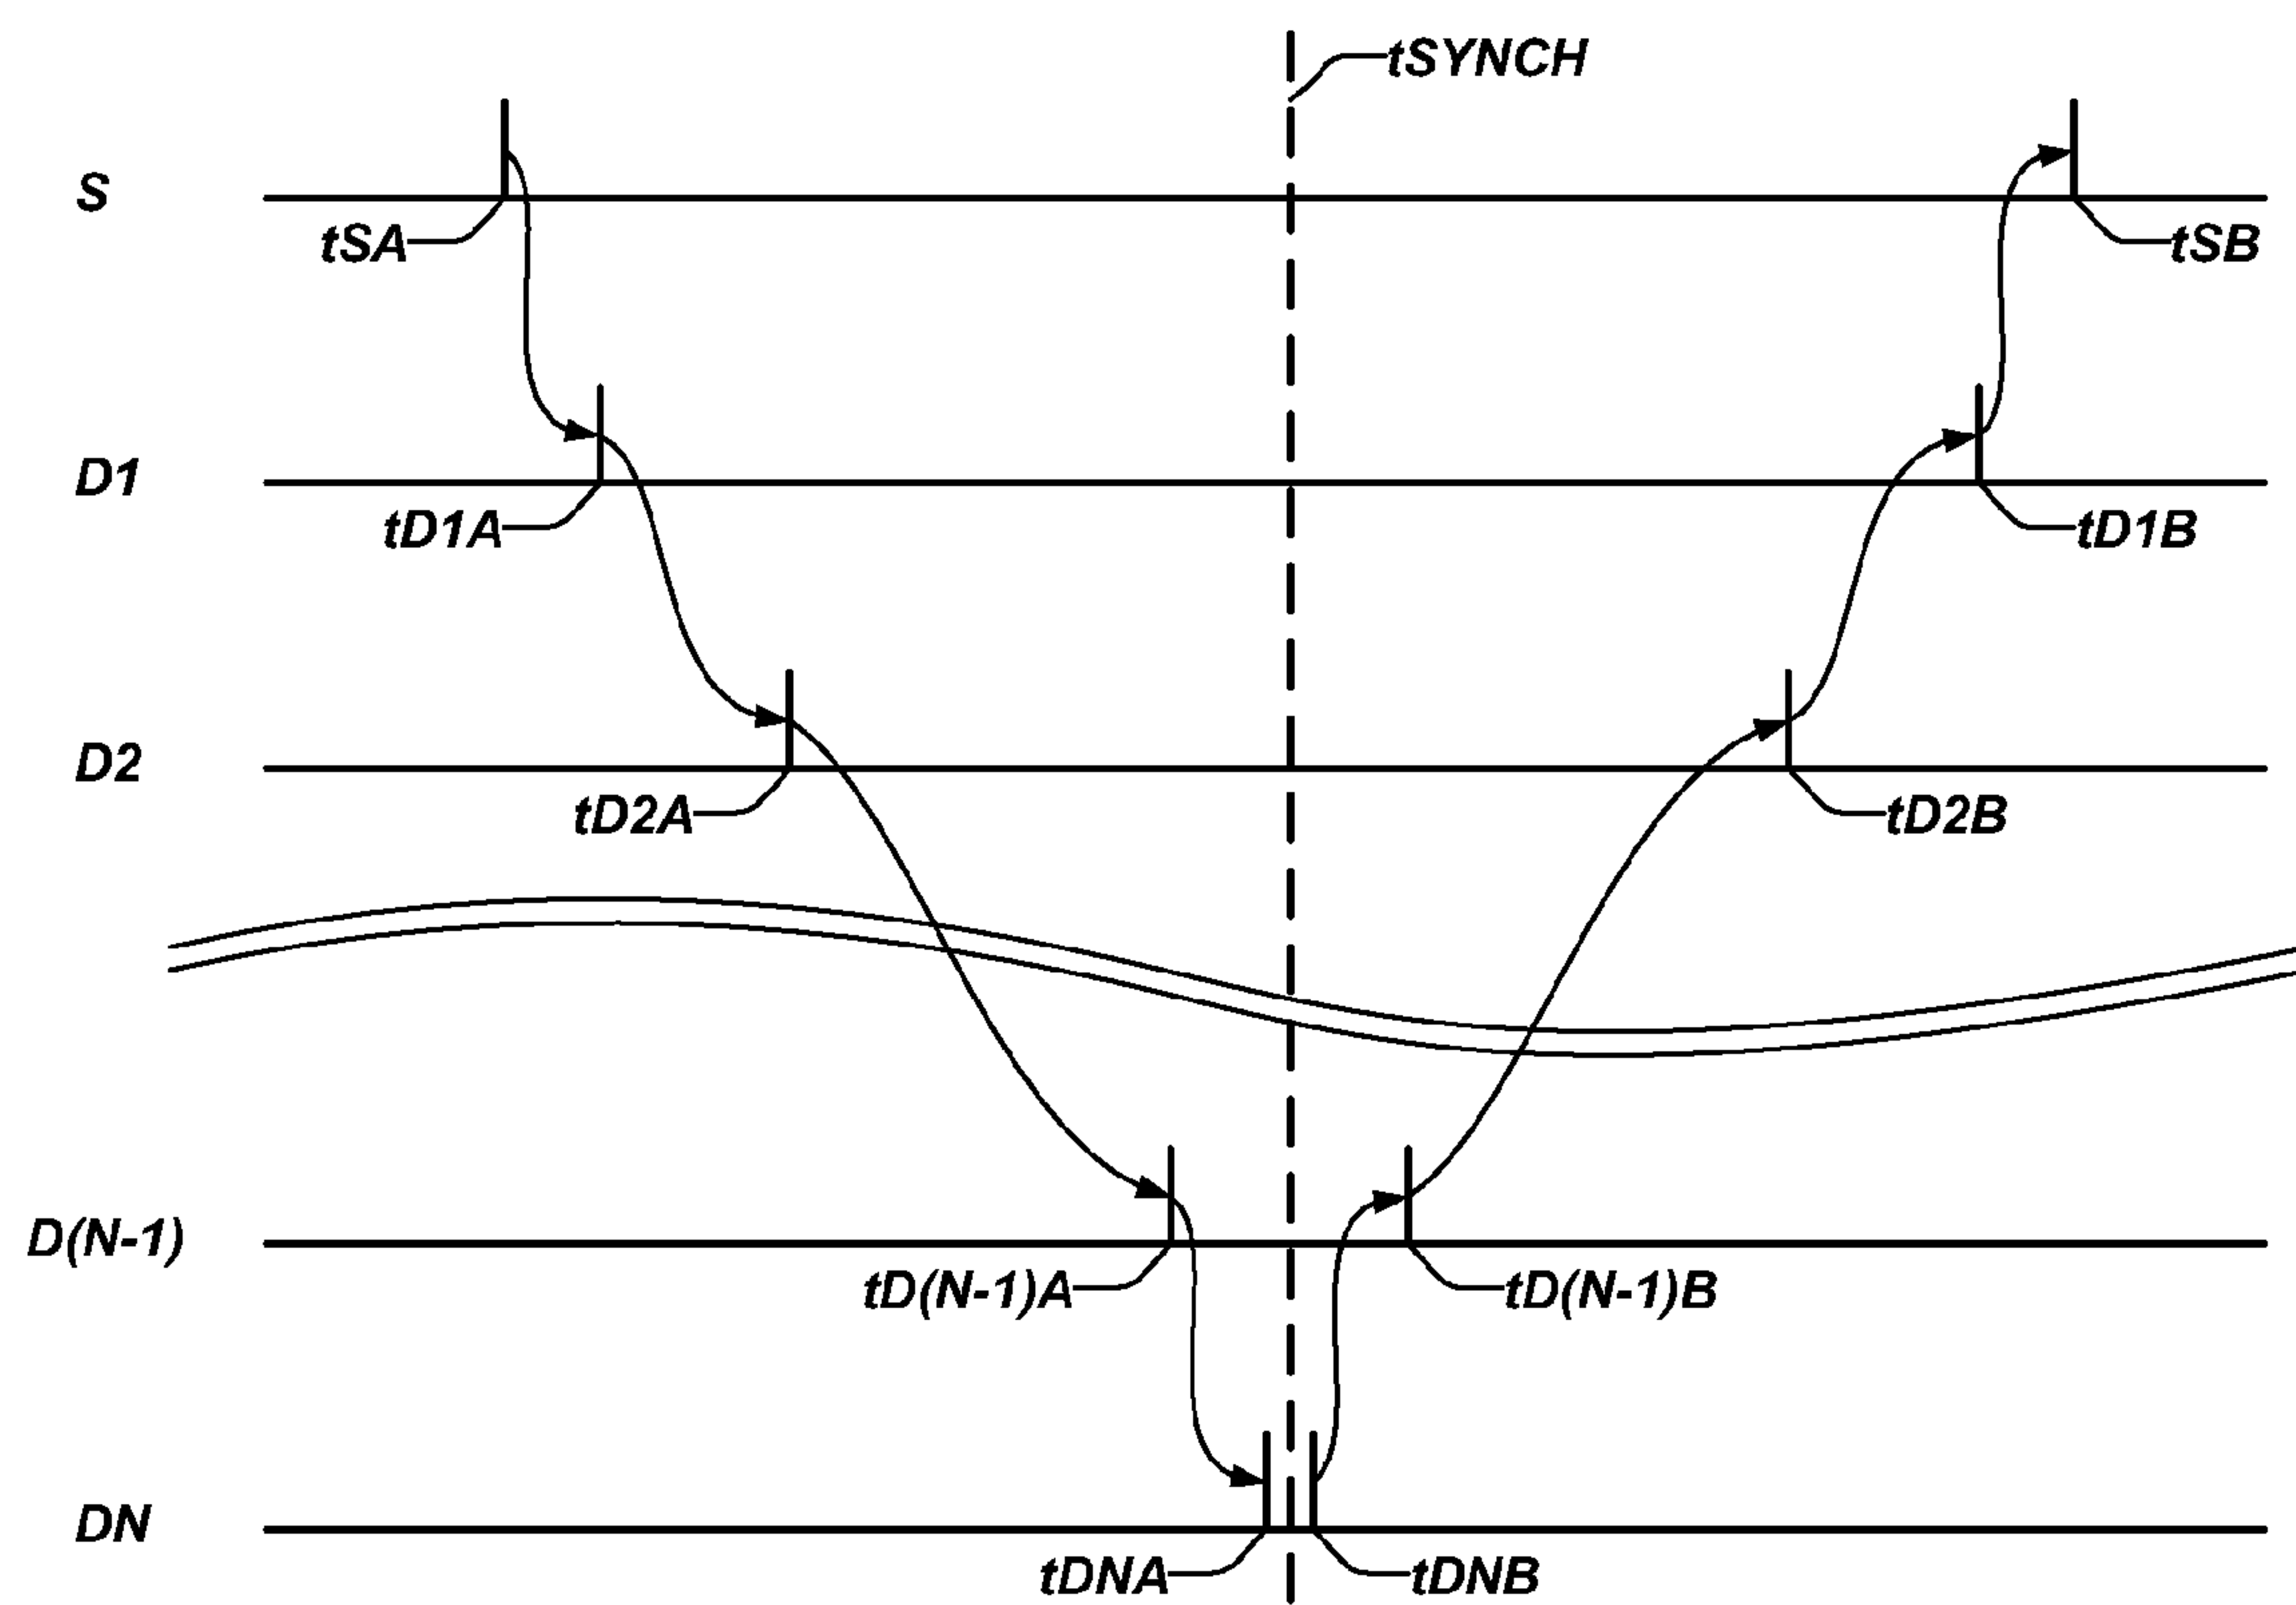 tSYNCH
S
tSA
tSB
D1
tD1A
tD1B
D2
tD2A
tD2B
D(N-1)
tD(N-1)A
tD(N-1)B
DN
tDNA
tDNB